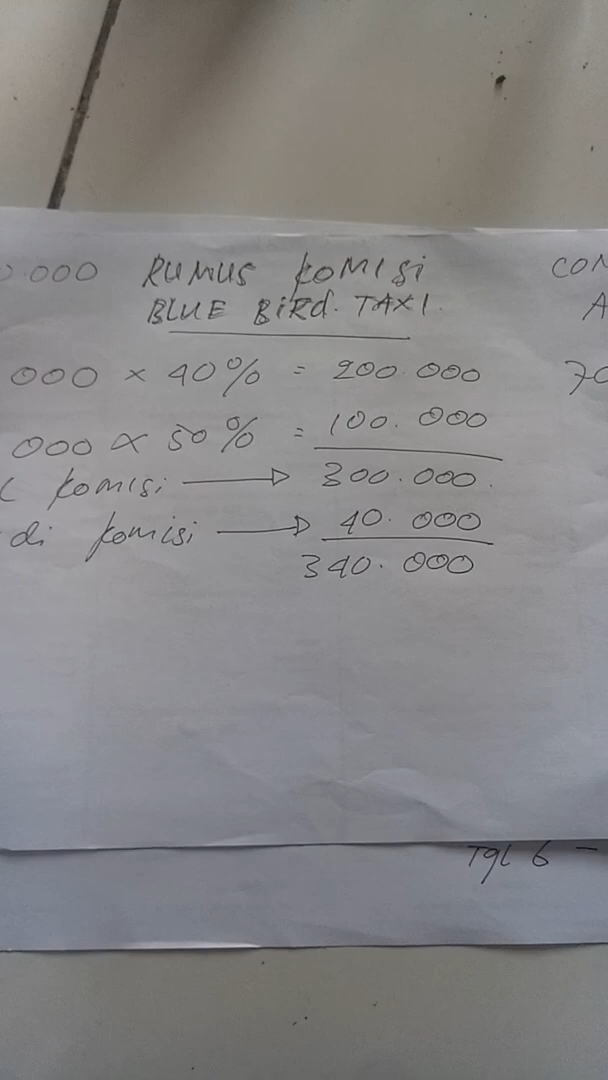 0.000 RUMUS KOMISI CON
BLUE BIRd. TAXI. A
000 × 40% = 200.000 70
000 × 50% = 100.000
komisi → 300.000.
di komisi → 40.000
340.000
TGL 6 -